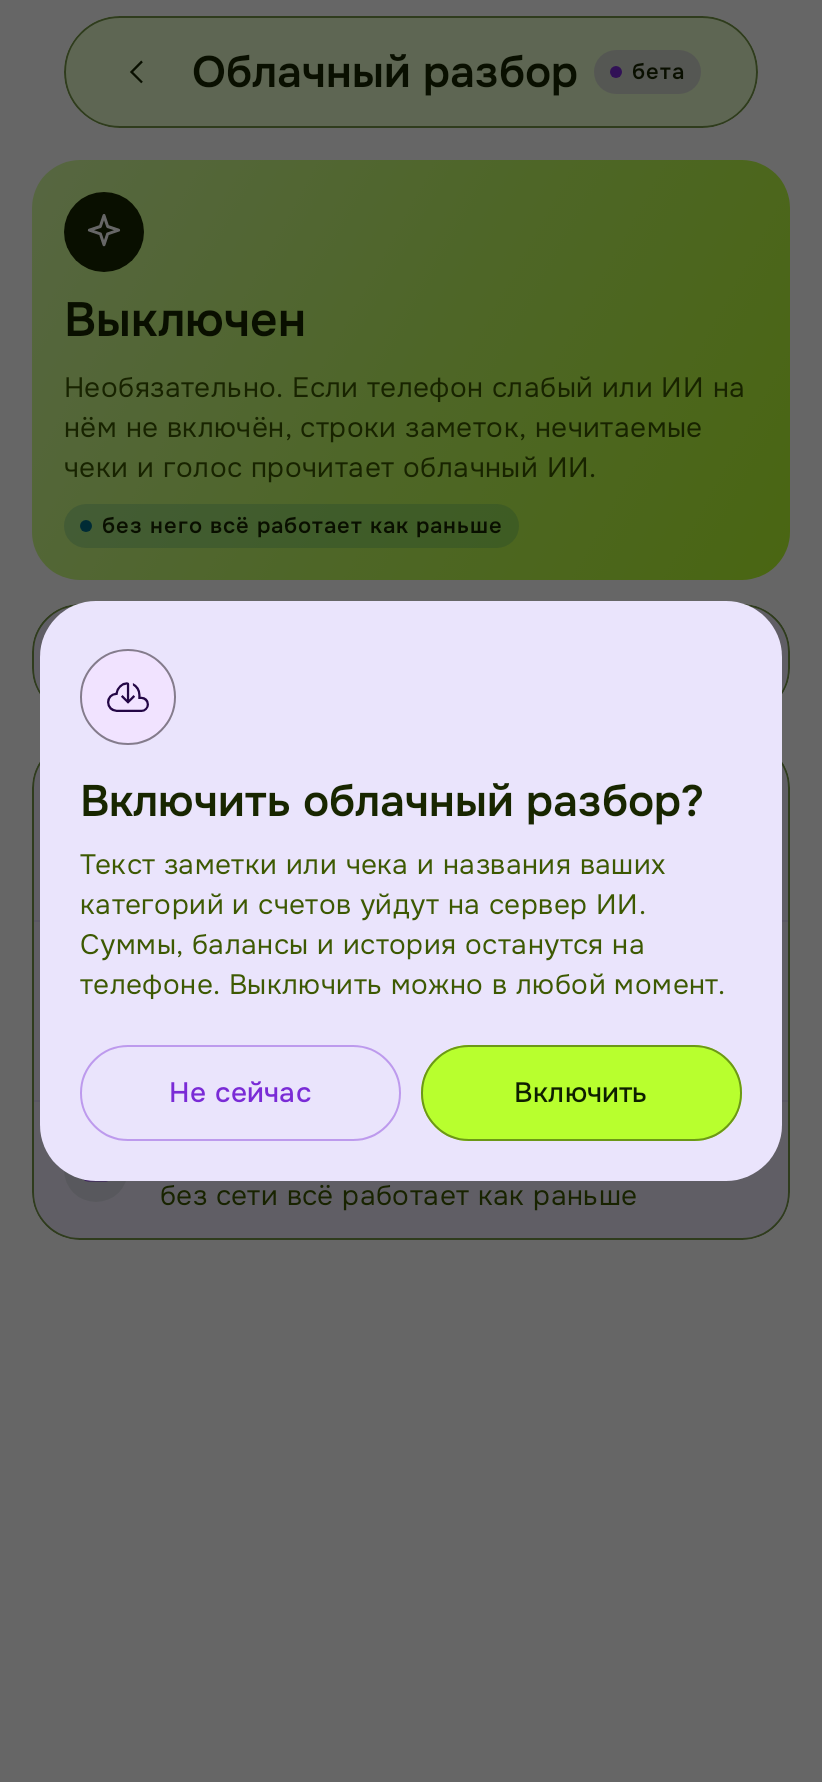 Облачный разбор
бета
Выключен
Необязательно. Если телефон слабый или ИИ на
нём не включён, строки заметок, нечитаемые
чеки и голос прочитает облачный ИИ.
без него всё работает как раньше
Включить облачный разбор?
Текст заметки или чека и названия ваших
категорий и счетов уйдут на сервер ИИ.
Суммы, балансы и история останутся на
телефоне. Выключить можно в любой момент.
Не сейчас
Включить
без сети всё работает как раньше